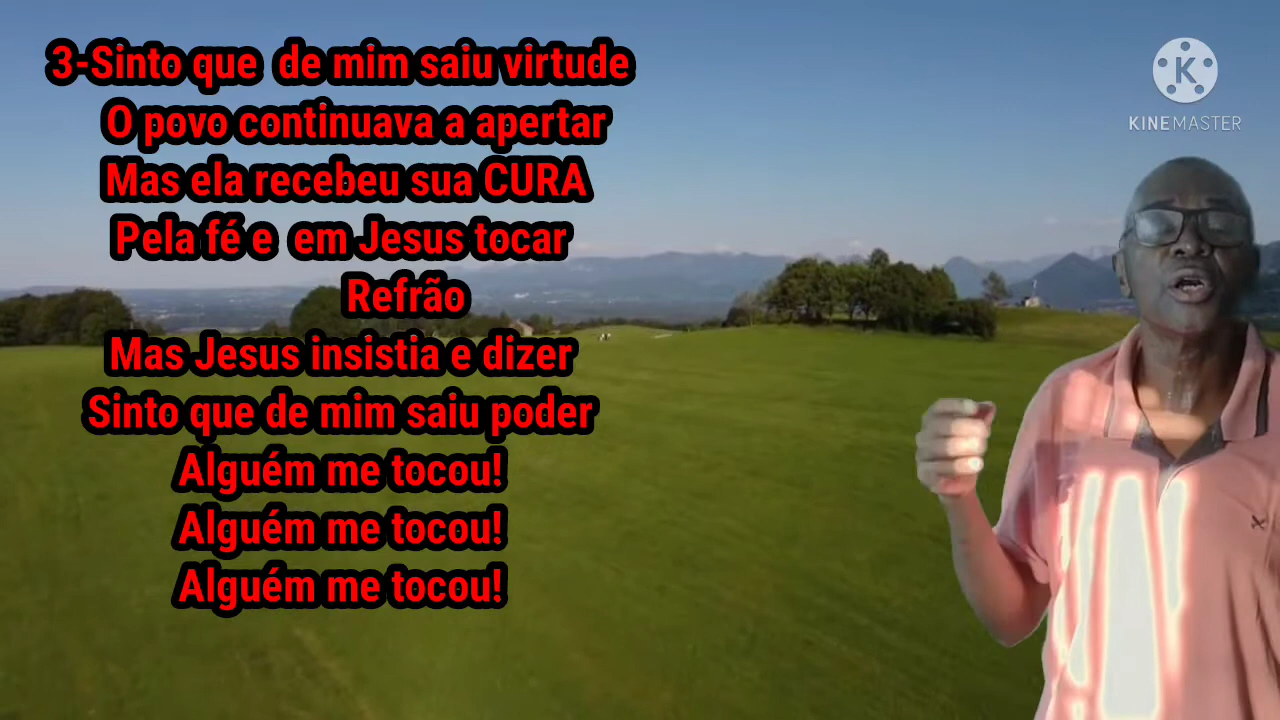 3-Sinto que de mim saiu virtude
O povo continuava a apertar
Mas ela recebeu sua CURA
Pela fé e em Jesus tocar
Refrão
Mas Jesus insistia e dizer
Sinto que de mim saiu poder
Alguém me tocou!
Alguém me tocou!
Alguém me tocou!
K
KINEMASTER